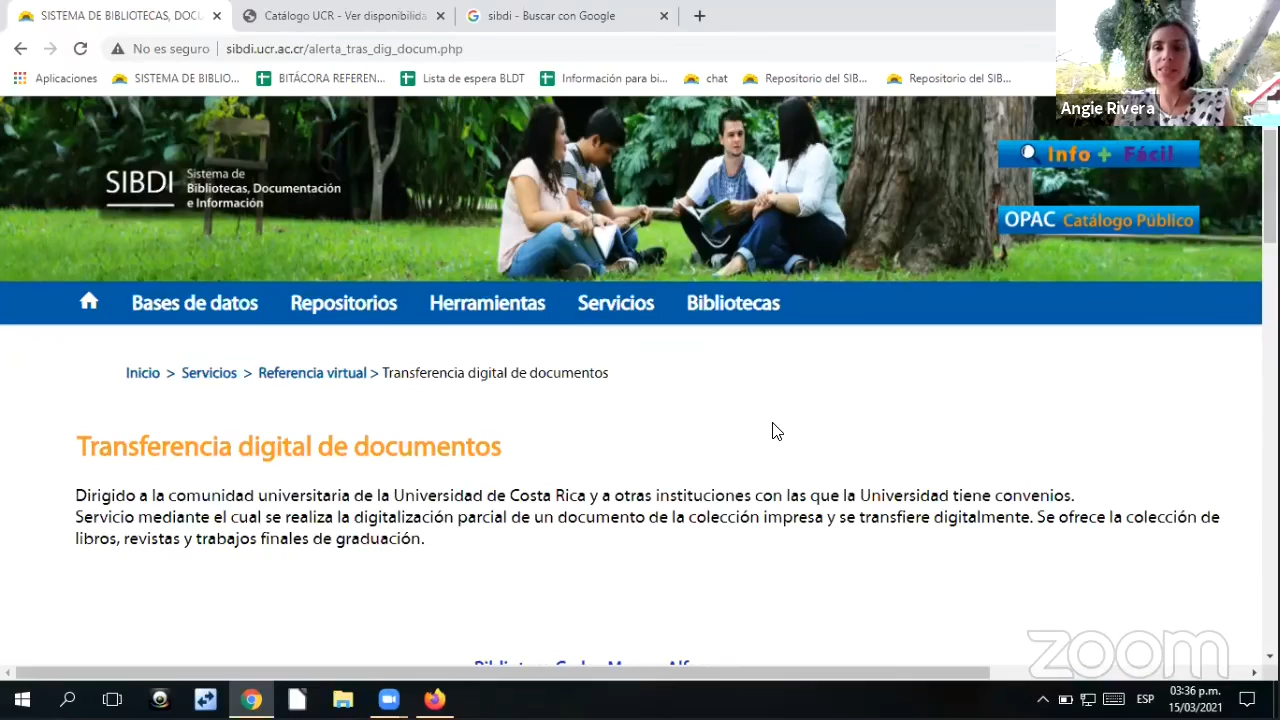 SISTEMA DE BIBLIOTECAS, DOCU
Catálogo UCR - Ver disponibilida
sibdi - Buscar con Google
No es seguro
sibdi.ucr.ac.cr/alerta_tras_dig_docum.php
Aplicaciones
SISTEMA DE BIBLIO...
BITÁCORA REFEREN...
Lista de espera BLDT
Información para bi...
chat
Repositorio del SIB...
Repositorio del SIB...
Angie Rivera
SIBDI
Sistema de
Bibliotecas, Documentación
e Información
Info + Fácil
OPAC Catálogo Público
Bases de datos
Repositorios
Herramientas
Servicios
Bibliotecas
Inicio > Servicios > Referencia virtual > Transferencia digital de documentos
Transferencia digital de documentos
Dirigido a la comunidad universitaria de la Universidad de Costa Rica y a otras instituciones con las que la Universidad tiene convenios.
Servicio mediante el cual se realiza la digitalización parcial de un documento de la colección impresa y se transfiere digitalmente. Se ofrece la colección de
libros, revistas y trabajos finales de graduación.
zoom
ESP
03:36 p.m.
15/03/2021